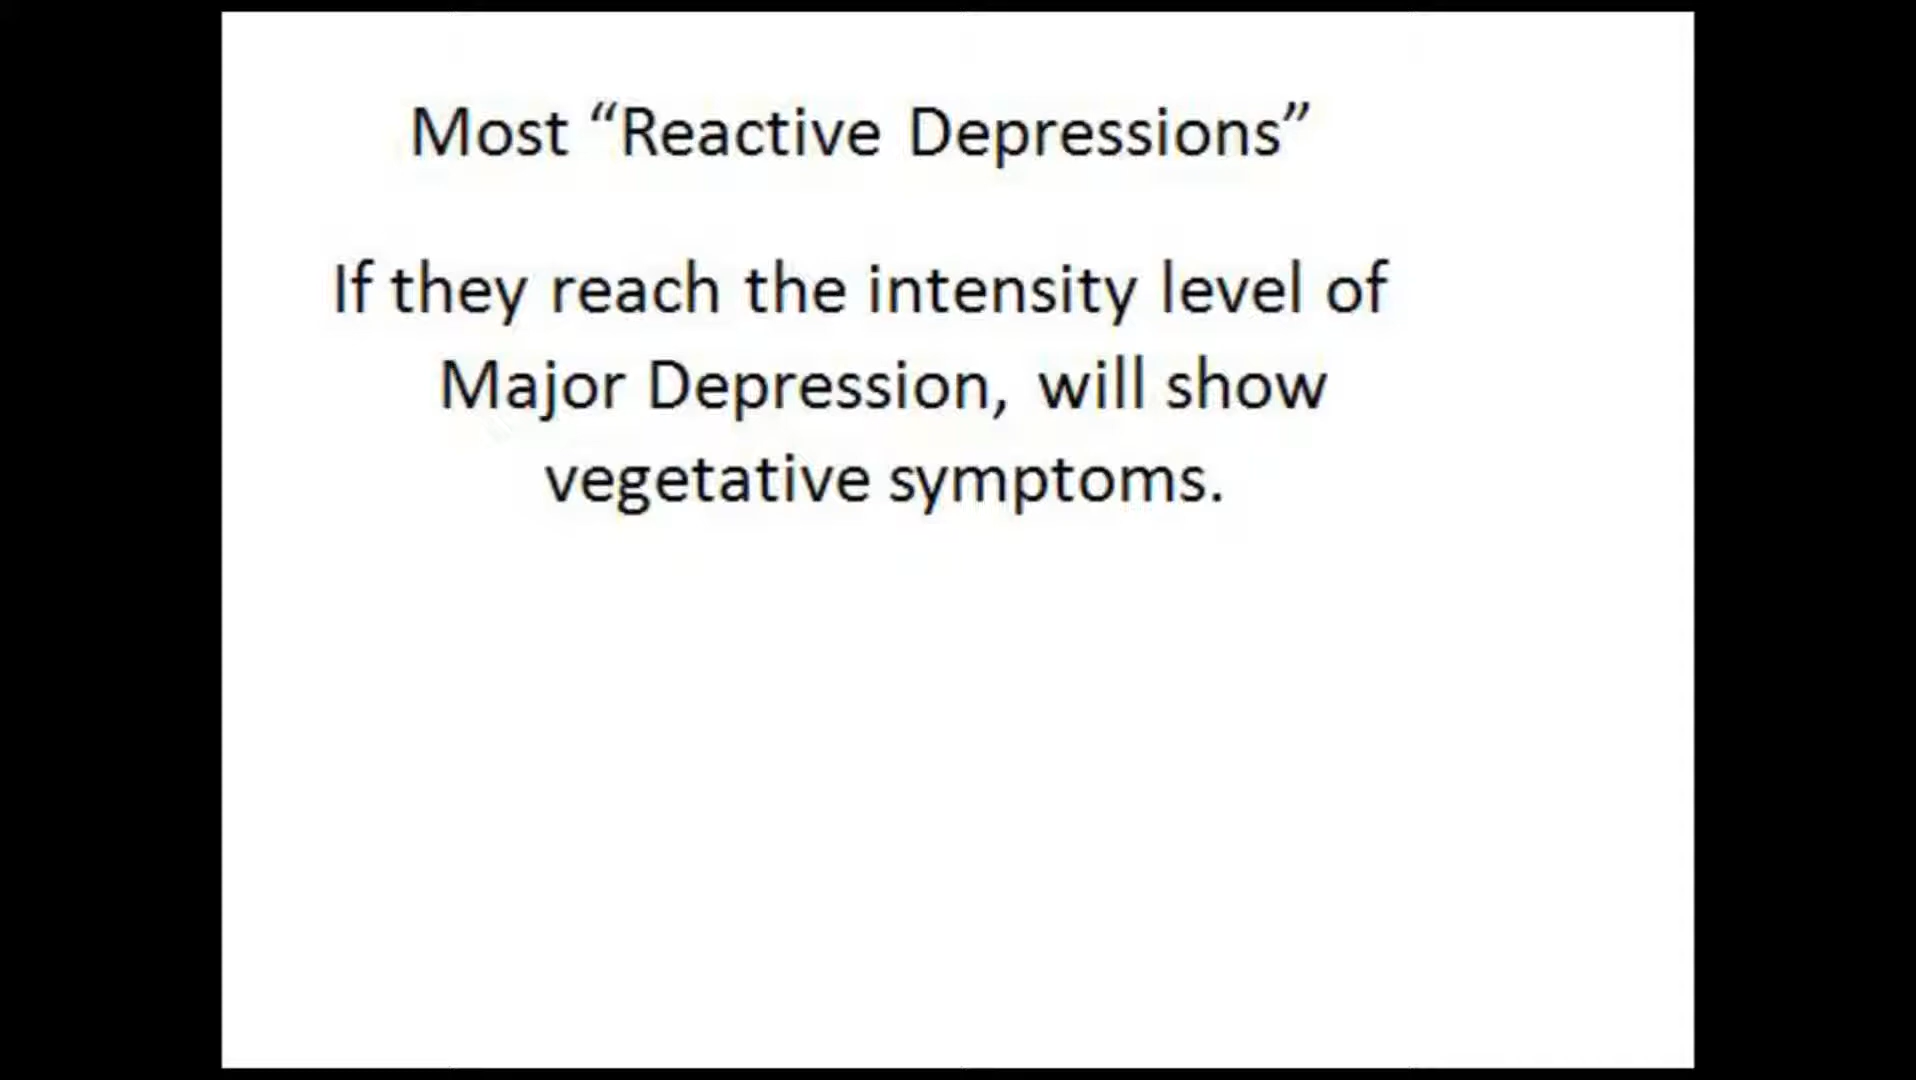 Most “Reactive Depressions”
If they reach the intensity level of
Major Depression, will show
vegetative symptoms.